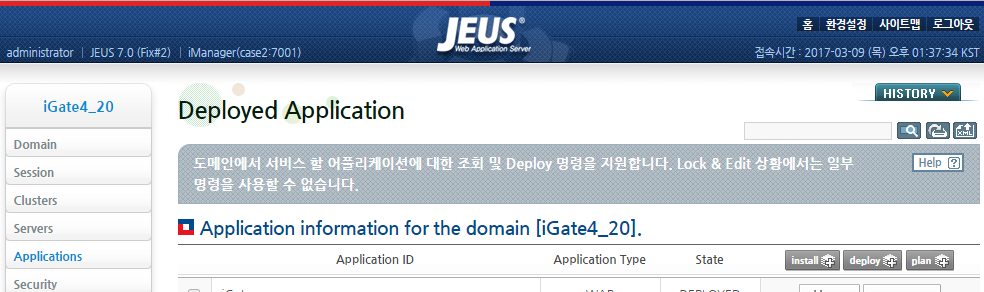 JEUS
Web Application Server
홈 환경설정 사이트맵 로그아웃
administrator JEUS 7.0 (Fix#2) iManager(case2:7001) 접속시간 : 2017-03-09 (목) 오후 01:37:34 KST
iGate4_20
Domain
Session
Clusters
Servers
Applications
Security
HISTORY
Deployed Application
XML
도메인에서 서비스 할 어플리케이션에 대한 조회 및 Deploy 명령을 지원합니다. Lock & Edit 상황에서는 일부
명령을 사용할 수 없습니다.
Help ?
Application information for the domain [iGate4_20].
Application ID Application Type State install deploy plan